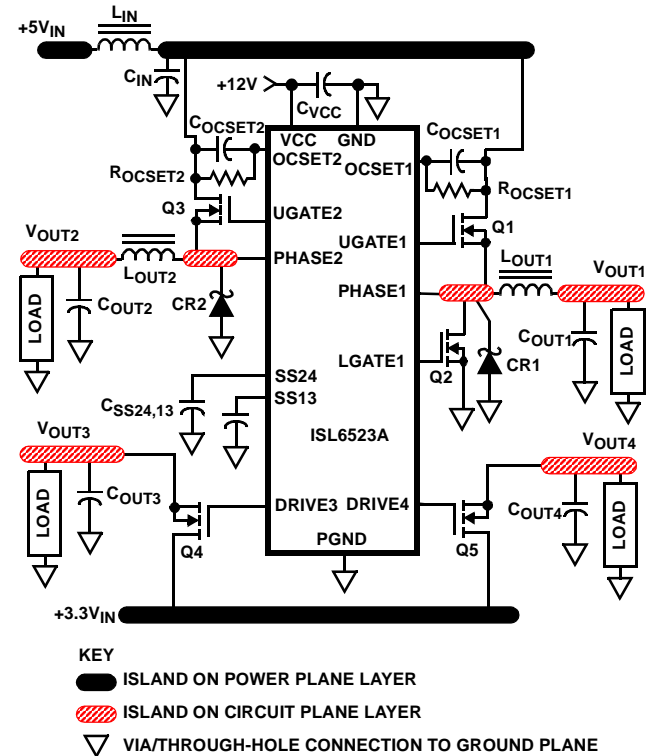 +5VIN
LIN
CIN
+12V
CVCC
VCC
GND
COCSET2
OCSET2
COCSET1
OCSET1
ROCSET2
ROCSET1
Q3
UGATE2
Q1
UGATE1
VOUT2
LOUT2
PHASE2
PHASE1
LOUT1
VOUT1
LOAD
COUT2
CR2
LGATE1
Q2
CR1
COUT1
LOAD
SS24
CSS24,13
SS13
ISL6523A
VOUT3
VOUT4
LOAD
COUT3
Q4
DRIVE3
DRIVE4
Q5
COUT4
LOAD
PGND
+3.3VIN
KEY
ISLAND ON POWER PLANE LAYER
ISLAND ON CIRCUIT PLANE LAYER
VIA/THROUGH-HOLE CONNECTION TO GROUND PLANE